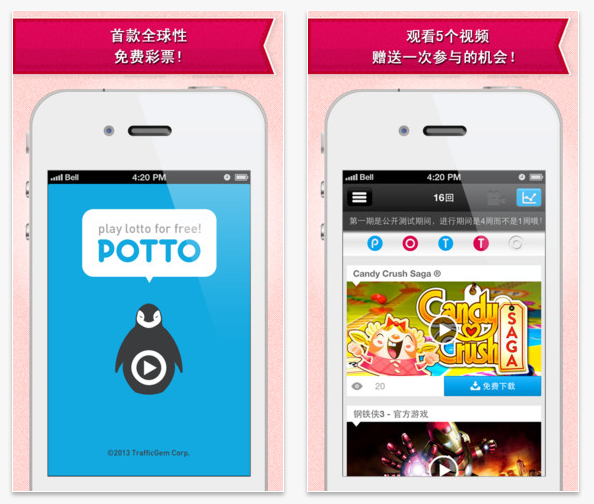 首款全球性
免费彩票!
Bell
4:20 PM
play lotto for free!
POTTO
©2013 TrafficGem Corp.
观看5个视频
赠送一次参与的机会!
Bell
4:20 PM
16回
第一期是公开测试期间，进行期间是4周而不是1周哦!
P O T T O
Candy Crush Saga ®
Candy
Crush
SAGA
20
免费下载
钢铁侠3 - 官方游戏